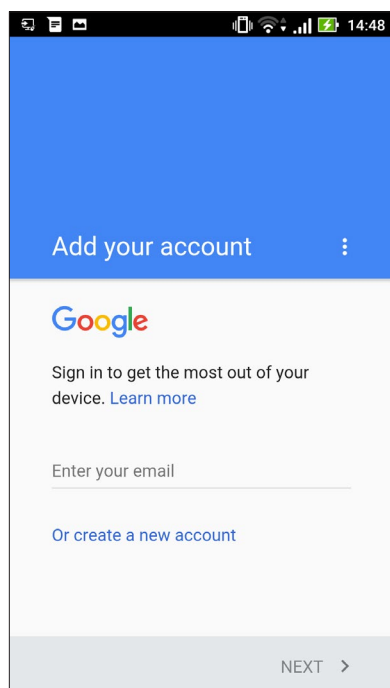 14:48
Add your account
Google
Sign in to get the most out of your
device. Learn more
Enter your email
Or create a new account
NEXT